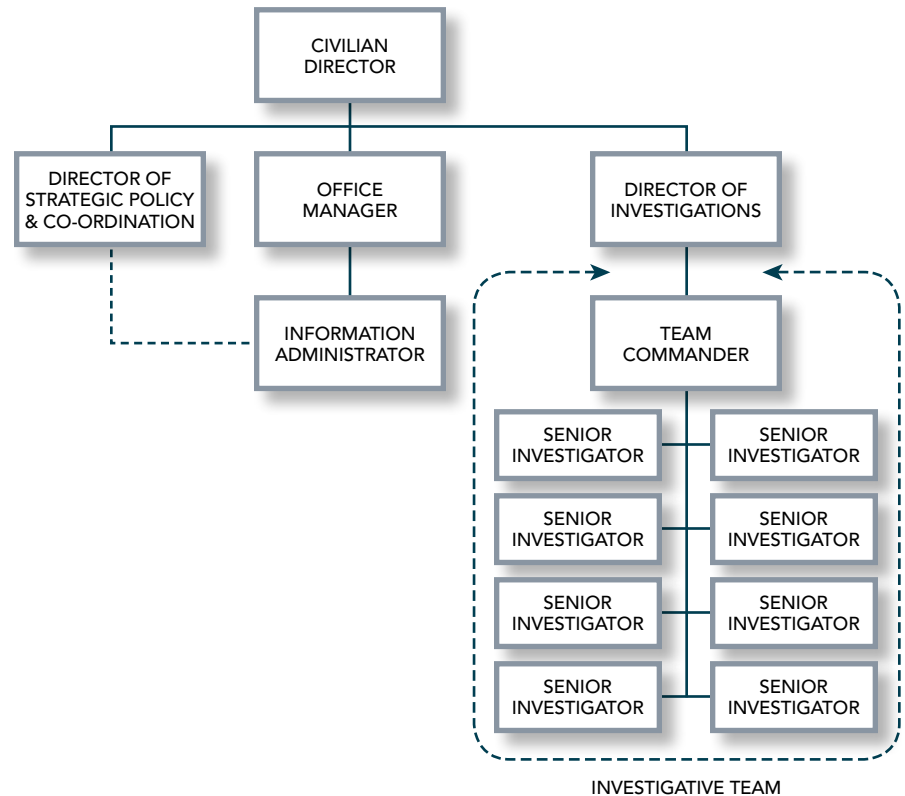 CIVILIAN
DIRECTOR
DIRECTOR OF
STRATEGIC POLICY
& CO-ORDINATION
OFFICE
MANAGER
DIRECTOR OF
INVESTIGATIONS
INFORMATION
ADMINISTRATOR
TEAM
COMMANDER
SENIOR
INVESTIGATOR
SENIOR
INVESTIGATOR
SENIOR
INVESTIGATOR
SENIOR
INVESTIGATOR
SENIOR
INVESTIGATOR
SENIOR
INVESTIGATOR
SENIOR
INVESTIGATOR
SENIOR
INVESTIGATOR
INVESTIGATIVE TEAM